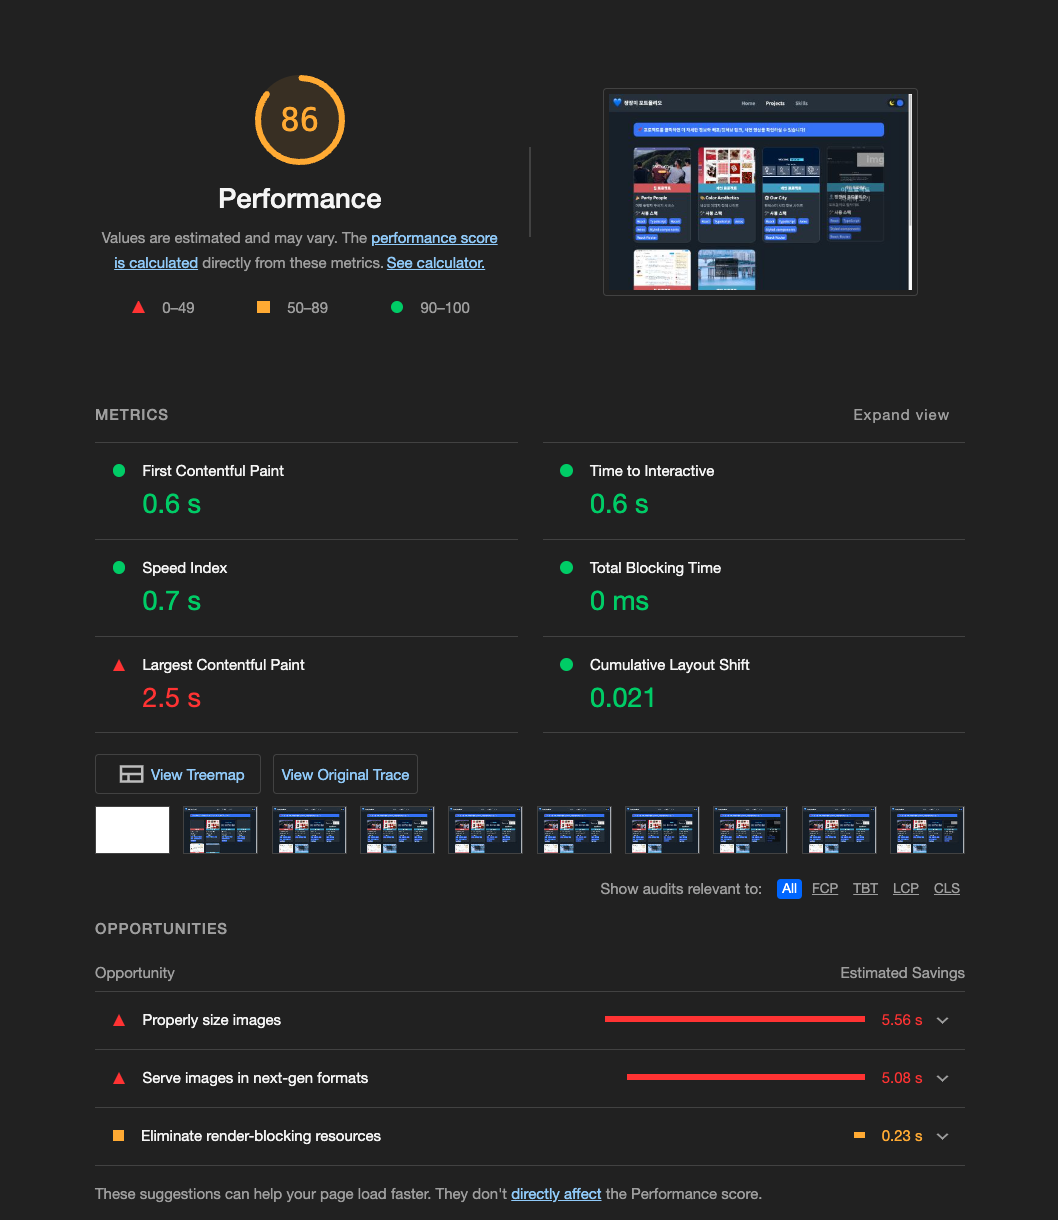 86
Performance
Values are estimated and may vary. The performance score
is calculated directly from these metrics. See calculator.
0–49
50–89
90–100
Home Projects Skills
Party People
Color Aesthetics
Our City
METRICS
Expand view
First Contentful Paint
0.6 s
Time to Interactive
0.6 s
Speed Index
0.7 s
Total Blocking Time
0 ms
Largest Contentful Paint
2.5 s
Cumulative Layout Shift
0.021
View Treemap
View Original Trace
Show audits relevant to: All FCP TBT LCP CLS
OPPORTUNITIES
Opportunity
Estimated Savings
Properly size images
5.56 s
Serve images in next-gen formats
5.08 s
Eliminate render-blocking resources
0.23 s
These suggestions can help your page load faster. They don't directly affect the Performance score.